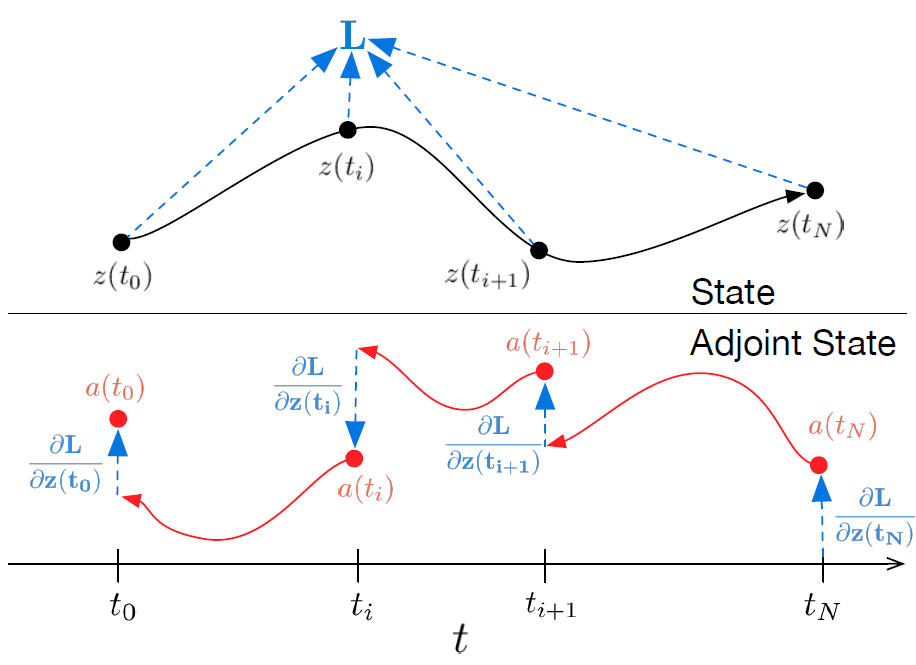 L
z(t_i)
z(t_N)
z(t_0)
z(t_{i+1})
State
Adjoint State
a(t_{i+1})
∂L/∂z(t_i)
a(t_0)
∂L/∂z(t_{i+1})
a(t_N)
∂L/∂z(t_0)
a(t_i)
∂L/∂z(t_N)
t_0 t_i t_{i+1} t_N
t